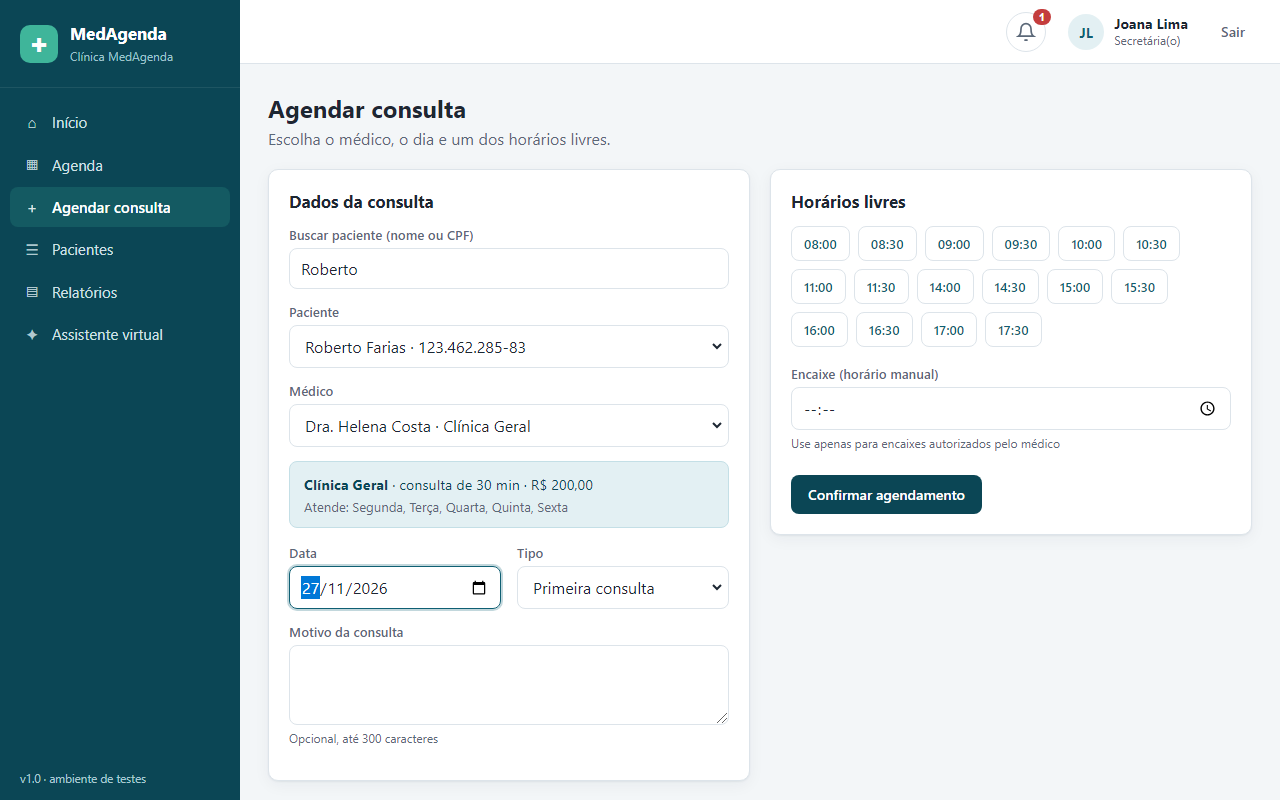 MedAgenda
Clínica MedAgenda
Início
Agenda
Agendar consulta
Pacientes
Relatórios
Assistente virtual
v1.0 · ambiente de testes
1
JL
Joana Lima
Secretária(o)
Sair
Agendar consulta
Escolha o médico, o dia e um dos horários livres.
Dados da consulta
Buscar paciente (nome ou CPF)
Roberto
Paciente
Roberto Farias · 123.462.285-83
Médico
Dra. Helena Costa · Clínica Geral
Clínica Geral · consulta de 30 min · R$ 200,00
Atende: Segunda, Terça, Quarta, Quinta, Sexta
Data Tipo
27/11/2026 Primeira consulta
Motivo da consulta
Opcional, até 300 caracteres
Horários livres
08:00 08:30 09:00 09:30 10:00 10:30
11:00 11:30 14:00 14:30 15:00 15:30
16:00 16:30 17:00 17:30
Encaixe (horário manual)
--:--
Use apenas para encaixes autorizados pelo médico
Confirmar agendamento